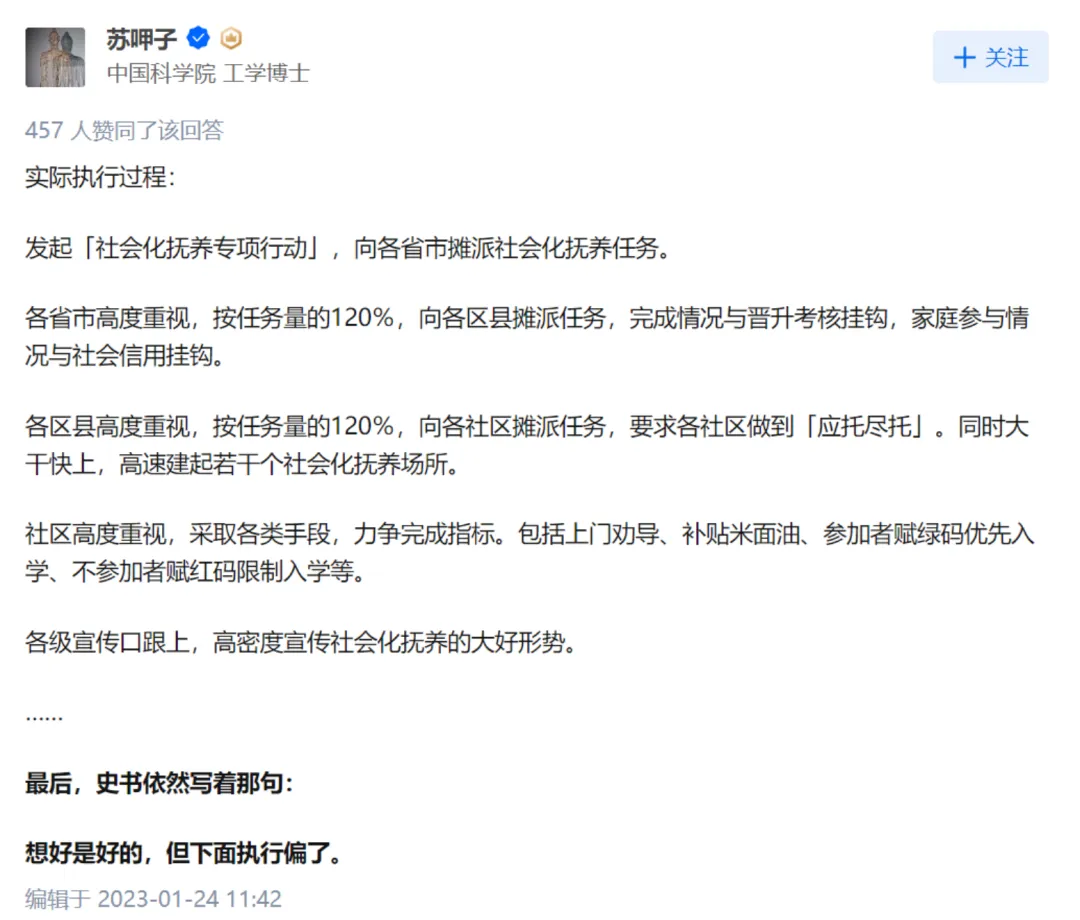 苏呷子
中国科学院 工学博士
+ 关注
457 人赞同了该回答
实际执行过程：
发起「社会化抚养专项行动」，向各省市摊派社会化抚养任务。
各省市高度重视，按任务量的120%，向各区县摊派任务，完成情况与晋升考核挂钩，家庭参与情
况与社会信用挂钩。
各区县高度重视，按任务量的120%，向各社区摊派任务，要求各社区做到「应托尽托」。同时大
干快上，高速建起若干个社会化抚养场所。
社区高度重视，采取各类手段，力争完成指标。包括上门劝导、补贴米面油、参加者赋绿码优先入
学、不参加者赋红码限制入学等。
各级宣传口跟上，高密度宣传社会化抚养的大好形势。
……
最后，史书依然写着那句：
想好是好的，但下面执行偏了。
编辑于 2023-01-24 11:42